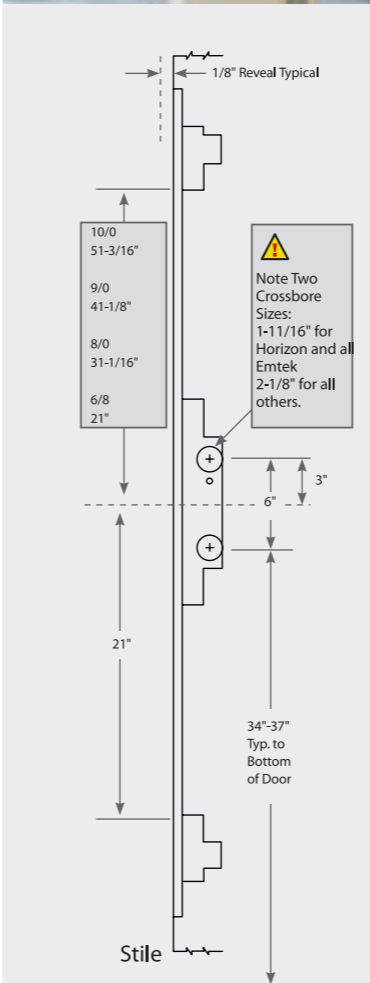 1/8" Reveal Typical
10/0
51-3/16"
9/0
41-1/8"
8/0
31-1/16"
6/8
21"
!
Note Two
Crossbore
Sizes:
1-11/16" for
Horizon and all
Emtek
2-1/8" for all
others.
3"
6"
21"
34"-37"
Typ. to
Bottom
of Door
Stile